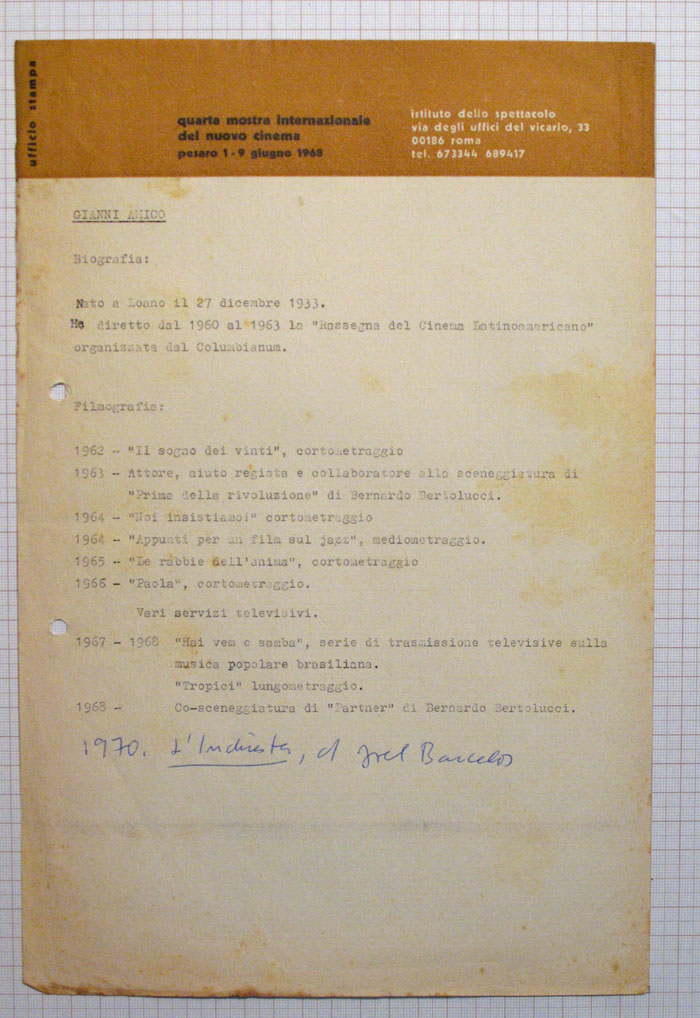 ufficio stampa
quarta mostra internazionale
del nuovo cinema
pesaro 1 - 9 giugno 1968
istituto dello spettacolo
via degli uffici del vicario, 33
00186 roma
tel. 673344 689417
GIANNI AMICO
Biografia:
Nato a Loano il 27 dicembre 1933.
Ha diretto dal 1960 al 1963 la "Rassegna del Cinema Latinoamericano"
organizzata dal Columbianum.
Filmografia:
1962 - "Il sogno dei vinti", cortometraggio
1963 - Attore, aiuto regista e collaboratore alla sceneggiatura di
"Prima della rivoluzione" di Bernardo Bertolucci.
1964 - "Noi insistiamo!" cortometraggio
1964 - "Appunti per un film sul jazz", mediometraggio.
1965 - "Le rabbie dell'anima", cortometraggio
1966 - "Paola", cortometraggio.
Vari servizi televisivi.
1967 - 1968 "Hai vem o samba", serie di trasmissione televisive sulla
musica popolare brasiliana.
"Tropici" lungometraggio.
1968 - Co-sceneggiatura di "Partner" di Bernardo Bertolucci.
1970. Barcelos